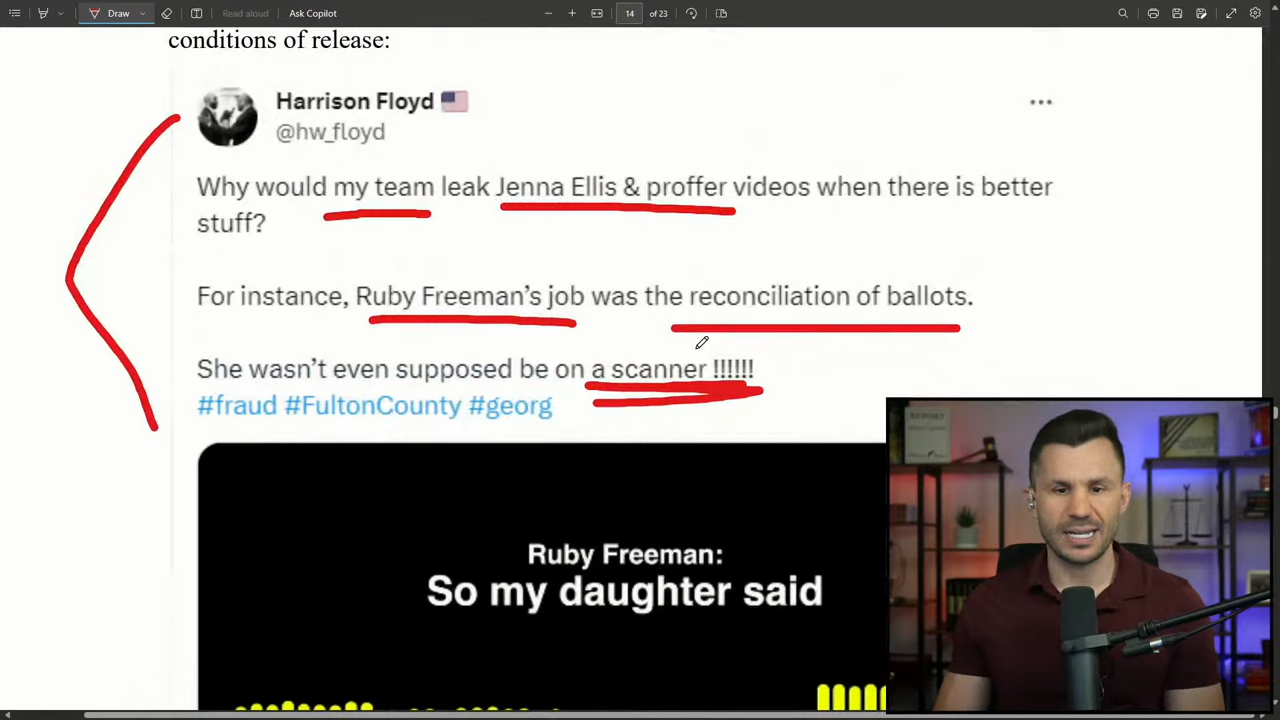 Draw
Read aloud
Ask Copilot
14
of 23
conditions of release:
Harrison Floyd
@hw_floyd
Why would my team leak Jenna Ellis & proffer videos when there is better
stuff?
For instance, Ruby Freeman's job was the reconciliation of ballots.
She wasn't even supposed be on a scanner !!!!!!
#fraud #FultonCounty #georg
Ruby Freeman:
So my daughter said
REPORT